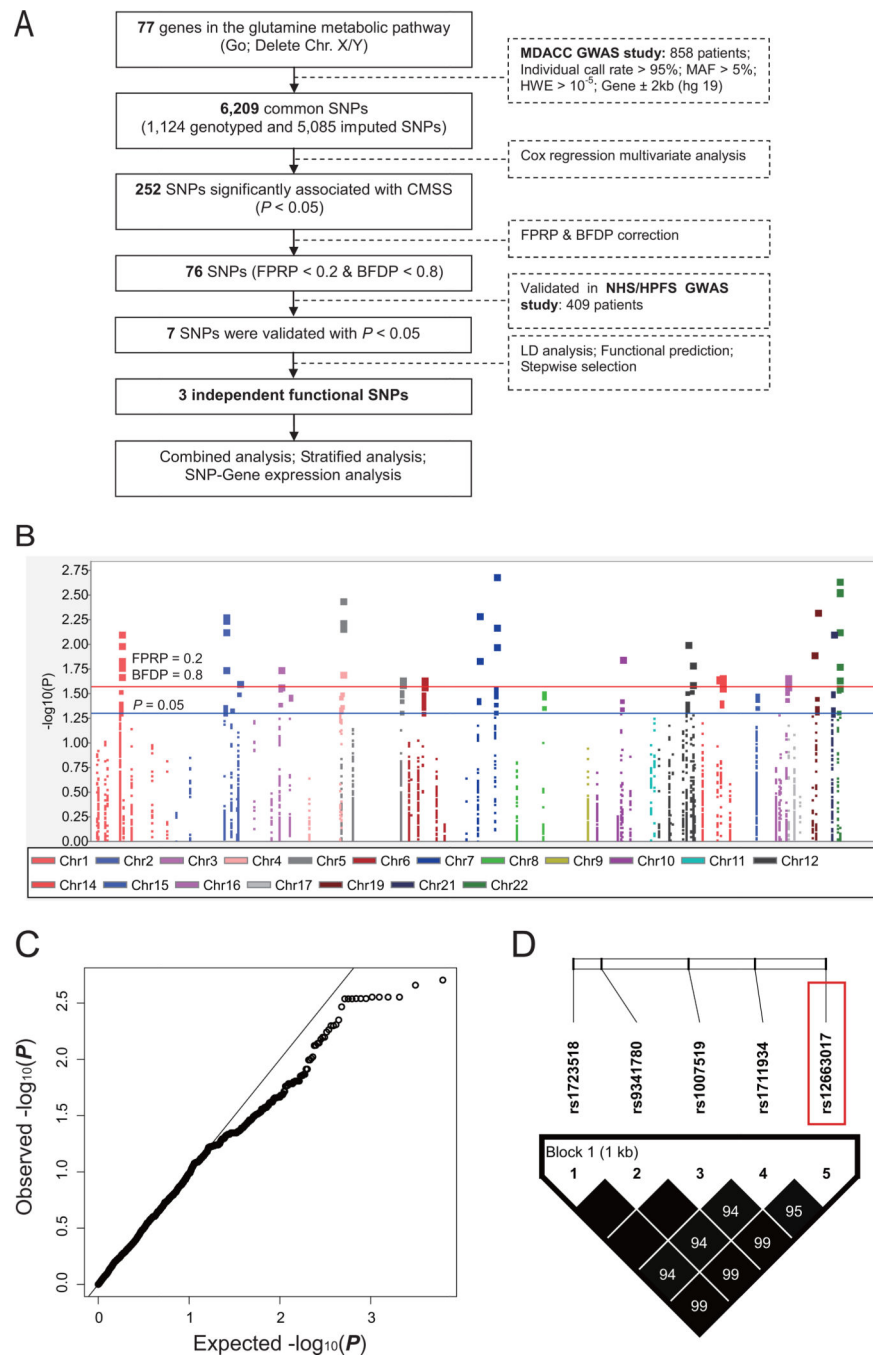 A
77 genes in the glutamine metabolic pathway
(Go; Delete Chr. X/Y)
MDACC GWAS study: 858 patients;
Individual call rate > 95%; MAF > 5%;
HWE > 10-5; Gene ± 2kb (hg 19)
6,209 common SNPs
(1,124 genotyped and 5,085 imputed SNPs)
Cox regression multivariate analysis
252 SNPs significantly associated with CMSS
(P < 0.05)
FPRP & BFDP correction
76 SNPs (FPRP < 0.2 & BFDP < 0.8)
Validated in NHS/HPFS GWAS
study: 409 patients
7 SNPs were validated with P < 0.05
LD analysis; Functional prediction;
Stepwise selection
3 independent functional SNPs
Combined analysis; Stratified analysis;
SNP-Gene expression analysis
B
-log10(P)
2.75
2.50
2.25
2.00
1.75
1.50
1.25
1.00
0.75
0.50
0.25
0.00
FPRP = 0.2
BFDP = 0.8
P = 0.05
Chr1 Chr2 Chr3 Chr4 Chr5 Chr6 Chr7 Chr8 Chr9 Chr10 Chr11 Chr12
Chr14 Chr15 Chr16 Chr17 Chr19 Chr21 Chr22
C
Observed -log10(P)
2.5
2.0
1.5
1.0
0.5
0.0
0 1 2 3
Expected -log10(P)
D
rs1723518
rs9341780
rs1007519
rs1711934
rs12663017
Block 1 (1 kb)
1 2 3 4 5
94 95
94 99
94 99
99